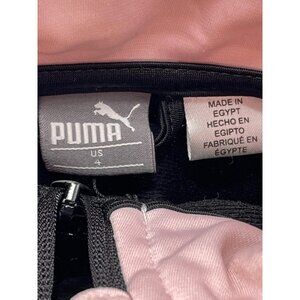 PUMA
US
4
MADE IN
EGYPT
HECHO EN
EGIPTO
FABRIQUÉ EN
ÉGYPTE